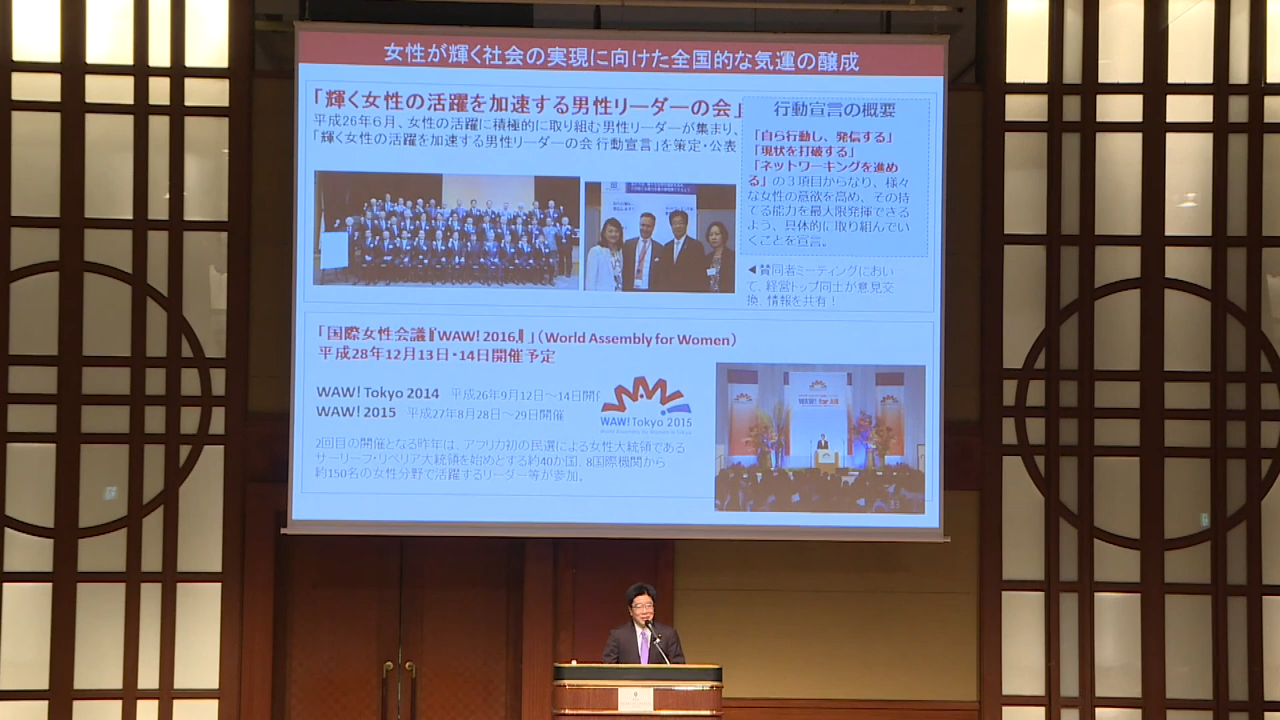 女性が輝く社会の実現に向けた全国的な気運の醸成
「輝く女性の活躍を加速する男性リーダーの会」
平成26年6月、女性の活躍に積極的に取り組む男性リーダーが集まり、
「輝く女性の活躍を加速する男性リーダーの会 行動宣言」を策定・公表
行動宣言の概要
「自ら行動し、発信する」
「現状を打破する」
「ネットワーキングを進め
る」の3項目からなり、様々
な女性の意欲を高め、その持
てる能力を最大限発揮できる
よう、具体的に取り組んでい
くことを宣言。
◀賛同者ミーティングにおい
て、経営トップ同士が意見交
換、情報を共有!
「国際女性会議『WAW! 2016』」(World Assembly for Women)
平成28年12月13日・14日開催予定
WAW! Tokyo 2014 平成26年9月12日~14日開催
WAW! 2015 平成27年8月28日~29日開催
WAW! Tokyo 2015
World Assembly for Women in Tokyo
2回目の開催となる昨年は、アフリカ初の民選による女性大統領である
サーリーフ・リベリア大統領を始めとする約40か国、8国際機関から
約150名の女性分野で活躍するリーダー等が参加。
WAW! for All
33